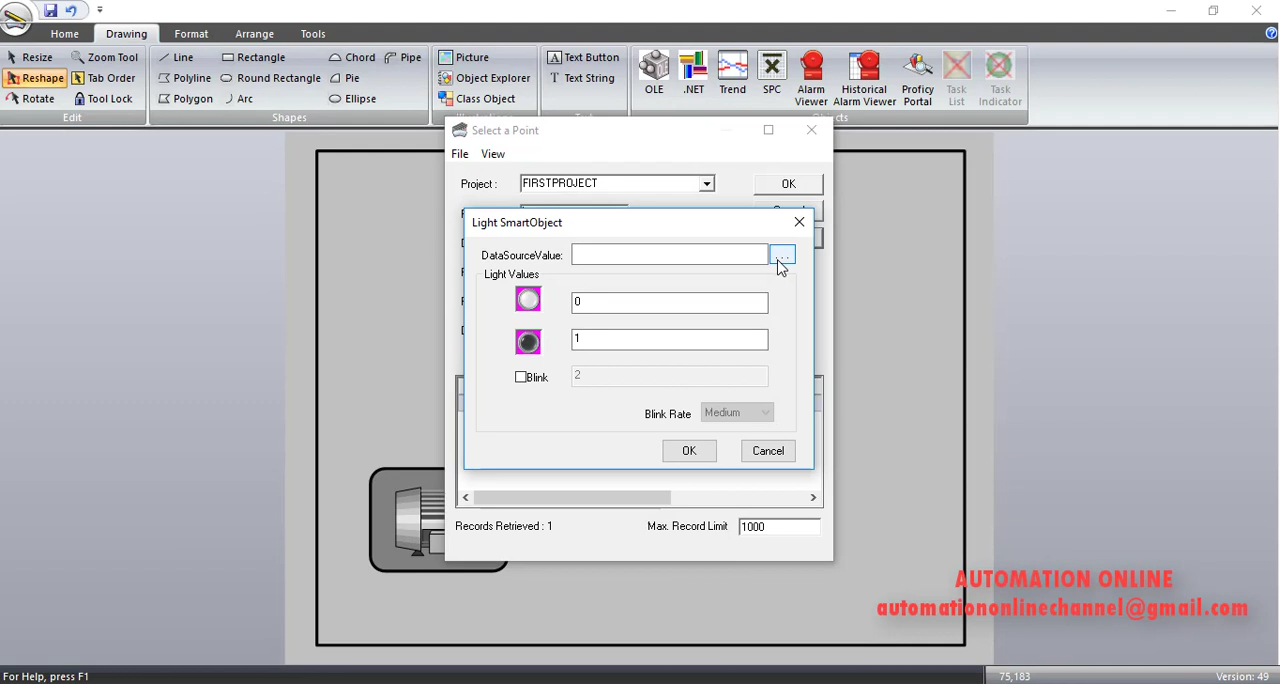 Home Drawing Format Arrange Tools
Resize Zoom Tool Line Rectangle Chord Pipe Picture Text Button
Reshape Tab Order Polyline Round Rectangle Pie Object Explorer Text String
Rotate Tool Lock Polygon Arc Ellipse Class Object
OLE .NET Trend SPC Alarm Viewer Historical Alarm Viewer Proficy Portal Task List Task Indicator
Edit Shapes
Select a Point
File View
Project : FIRSTPROJECT OK
Light SmartObject
DataSourceValue: ...
Light Values
0
1
Blink 2
Blink Rate Medium
OK Cancel
Records Retrieved : 1 Max. Record Limit 1000
AUTOMATION ONLINE
automationonlinechannel@gmail.com
For Help, press F1 75,183 Version: 49